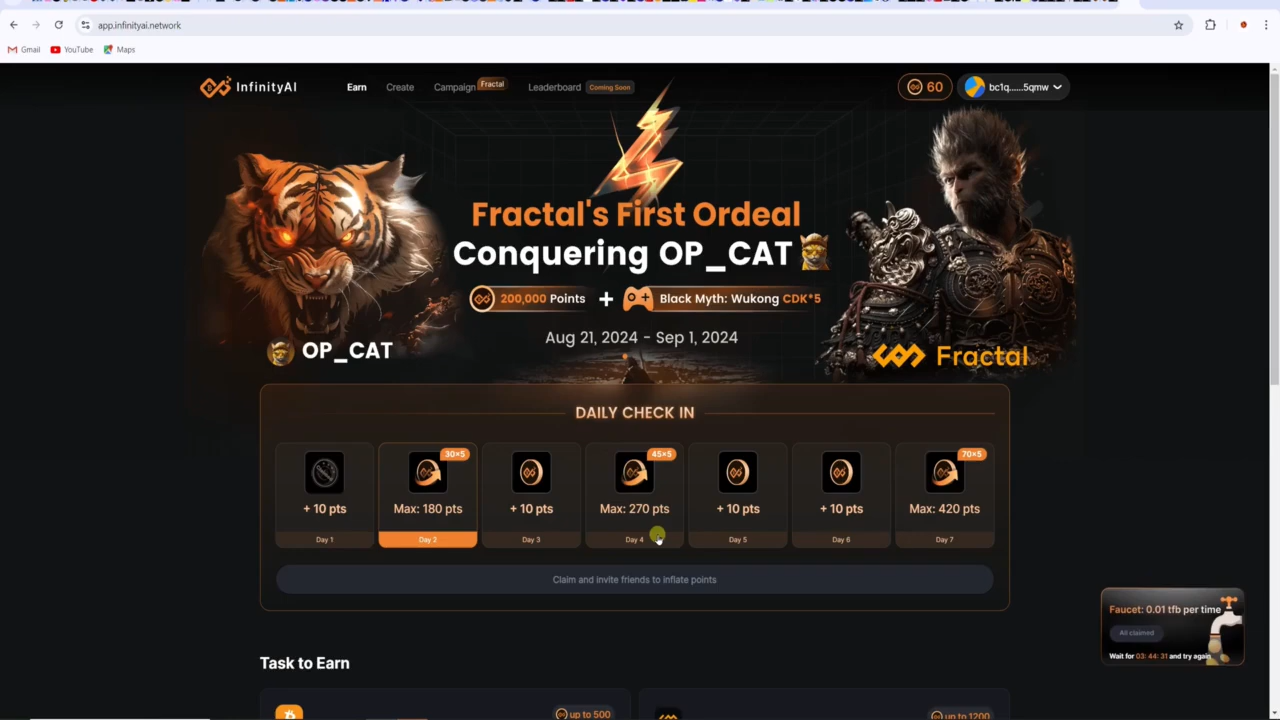 app.infinityai.network
Gmail YouTube Maps
InfinityAI Earn Create Campaign Fractal Leaderboard Coming Soon 60 bc1q......5qmw
Fractal's First Ordeal
Conquering OP_CAT
200,000 Points + Black Myth: Wukong CDK*5
Aug 21, 2024 - Sep 1, 2024
OP_CAT
Fractal
DAILY CHECK IN
30×5 45×5 70×5
+ 10 pts Max: 180 pts + 10 pts Max: 270 pts + 10 pts + 10 pts Max: 420 pts
Day 1 Day 2 Day 3 Day 4 Day 5 Day 6 Day 7
Claim and invite friends to inflate points
Faucet: 0.01 tfb per time
All claimed
Wait for 03: 44: 31 and try again
Task to Earn
up to 500 up to 1200